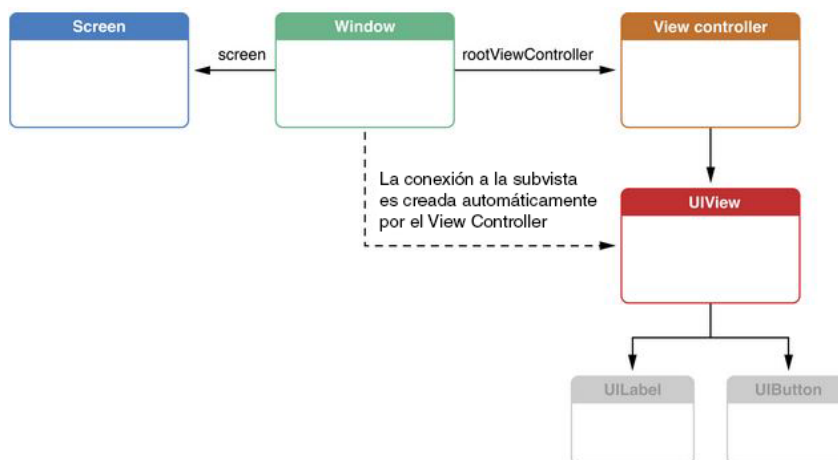 Screen
Window
View controller
screen
rootViewController
La conexión a la subvista
es creada automáticamente
por el View Controller
UIView
UILabel
UIButton